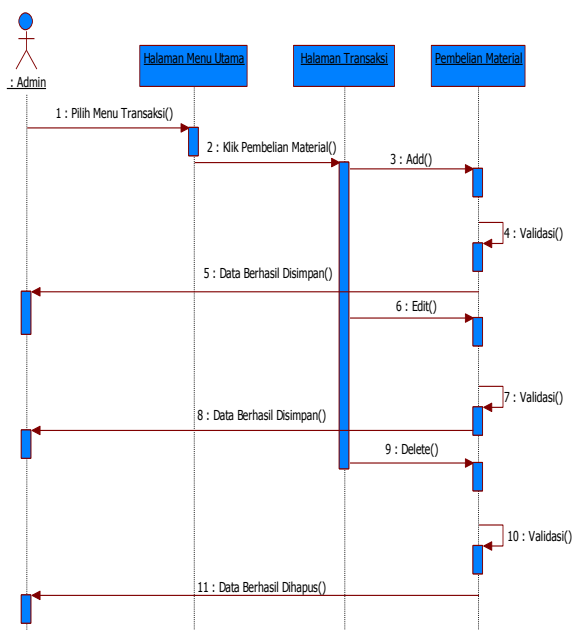 : Admin
Halaman Menu Utama
Halaman Transaksi
Pembelian Material
1 : Pilih Menu Transaksi()
2 : Klik Pembelian Material()
3 : Add()
4 : Validasi()
5 : Data Berhasil Disimpan()
6 : Edit()
7 : Validasi()
8 : Data Berhasil Disimpan()
9 : Delete()
10 : Validasi()
11 : Data Berhasil Dihapus()